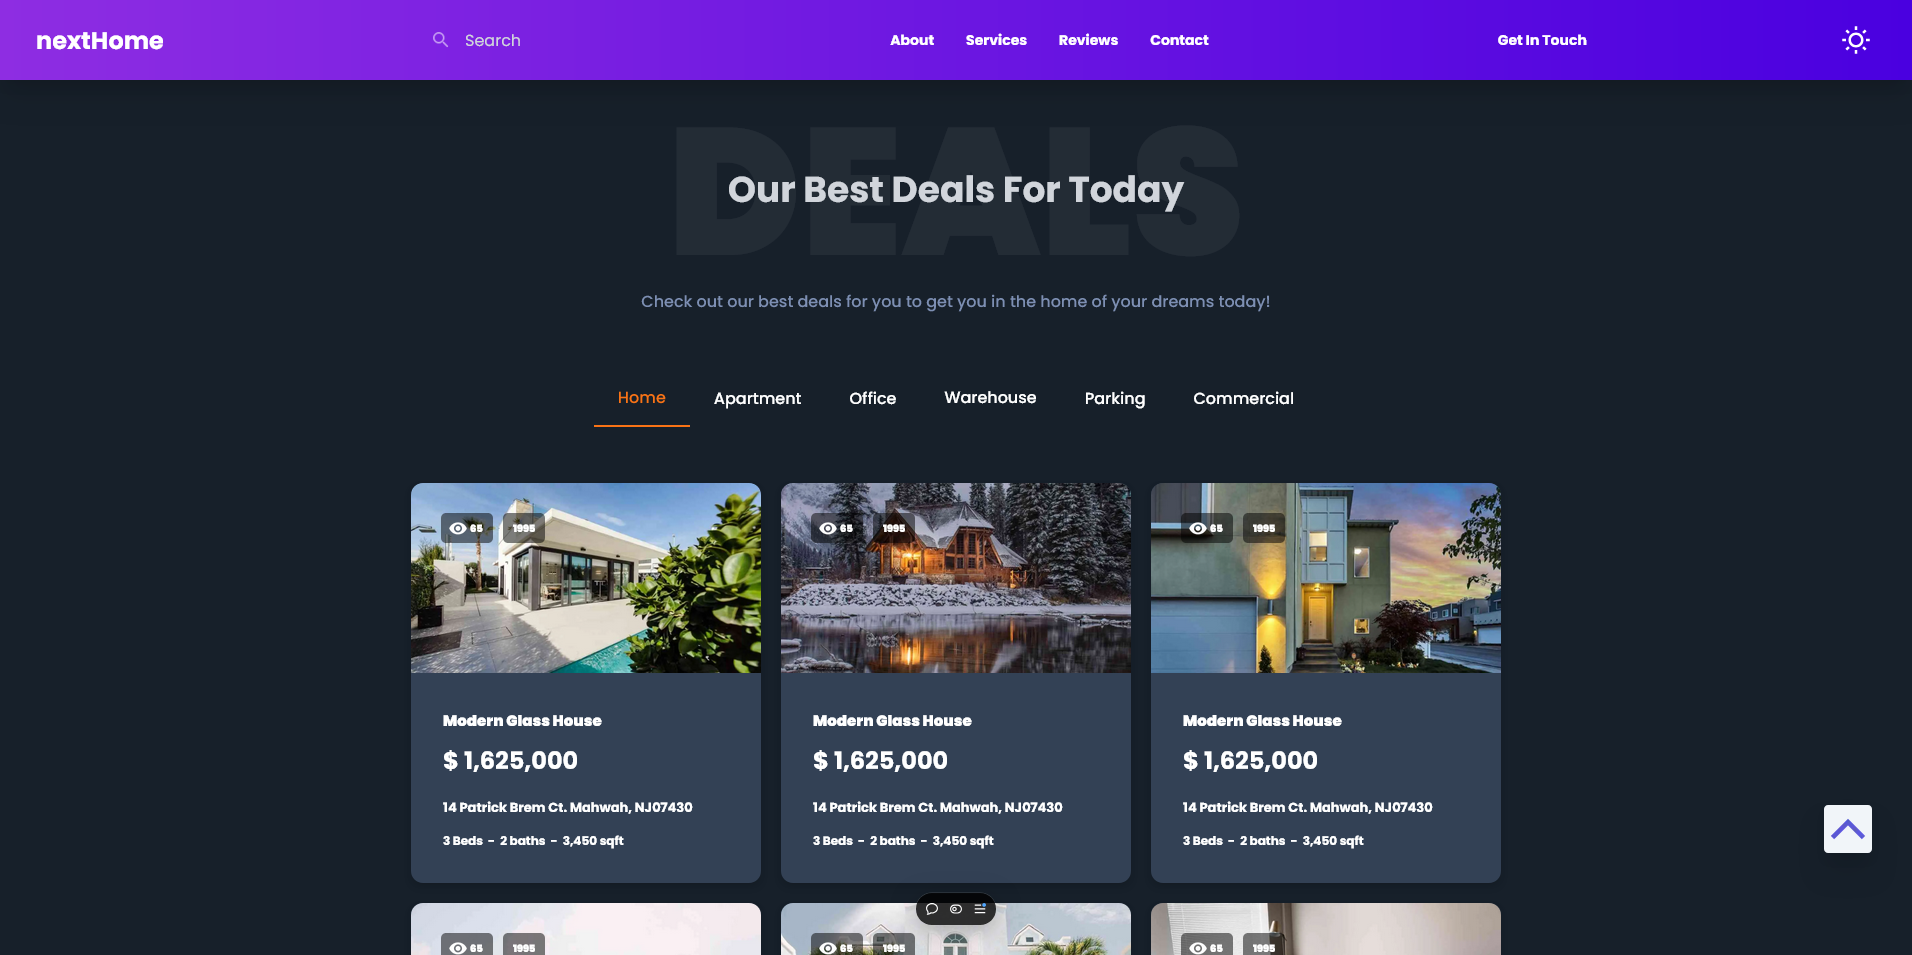 nextHome
Search
About Services Reviews Contact
Get In Touch
DEALS
Our Best Deals For Today
Check out our best deals for you to get you in the home of your dreams today!
Home Apartment Office Warehouse Parking Commercial
65 1995
65 1995
65 1995
Modern Glass House
$ 1,625,000
14 Patrick Brem Ct. Mahwah, NJ07430
3 Beds - 2 baths - 3,450 sqft
Modern Glass House
$ 1,625,000
14 Patrick Brem Ct. Mahwah, NJ07430
3 Beds - 2 baths - 3,450 sqft
Modern Glass House
$ 1,625,000
14 Patrick Brem Ct. Mahwah, NJ07430
3 Beds - 2 baths - 3,450 sqft
65 1995
65 1995
65 1995